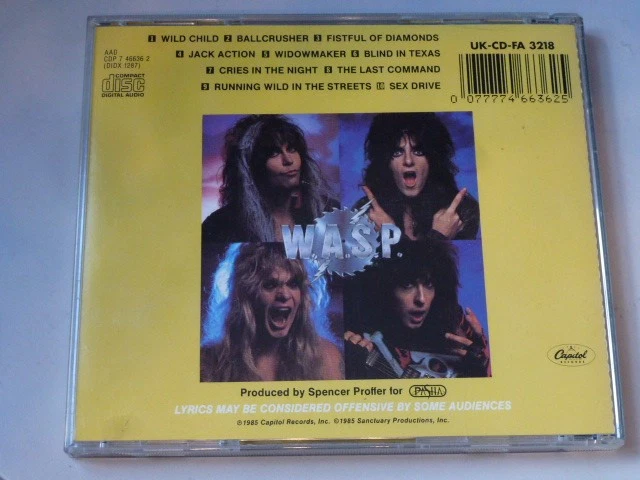 1 WILD CHILD 2 BALLCRUSHER 3 FISTFUL OF DIAMONDS
4 JACK ACTION 5 WIDOWMAKER 6 BLIND IN TEXAS
7 CRIES IN THE NIGHT 8 THE LAST COMMAND
9 RUNNING WILD IN THE STREETS 10 SEX DRIVE
AAD
CDP 7 46636 2
(DIDX 1287)
COMPACT
disc
DIGITAL AUDIO
UK-CD-FA 3218
0 077774 663625
W.A.S.P.
Capitol
RECORDS
Produced by Spencer Proffer for PASHA
LYRICS MAY BE CONSIDERED OFFENSIVE BY SOME AUDIENCES
©1985 Capitol Records, Inc. ©1985 Sanctuary Productions, Inc.